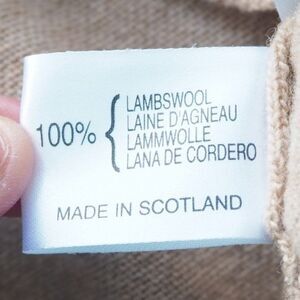 100%
LAMBSWOOL
LAINE D'AGNEAU
LAMMWOLLE
LANA DE CORDERO
MADE IN SCOTLAND